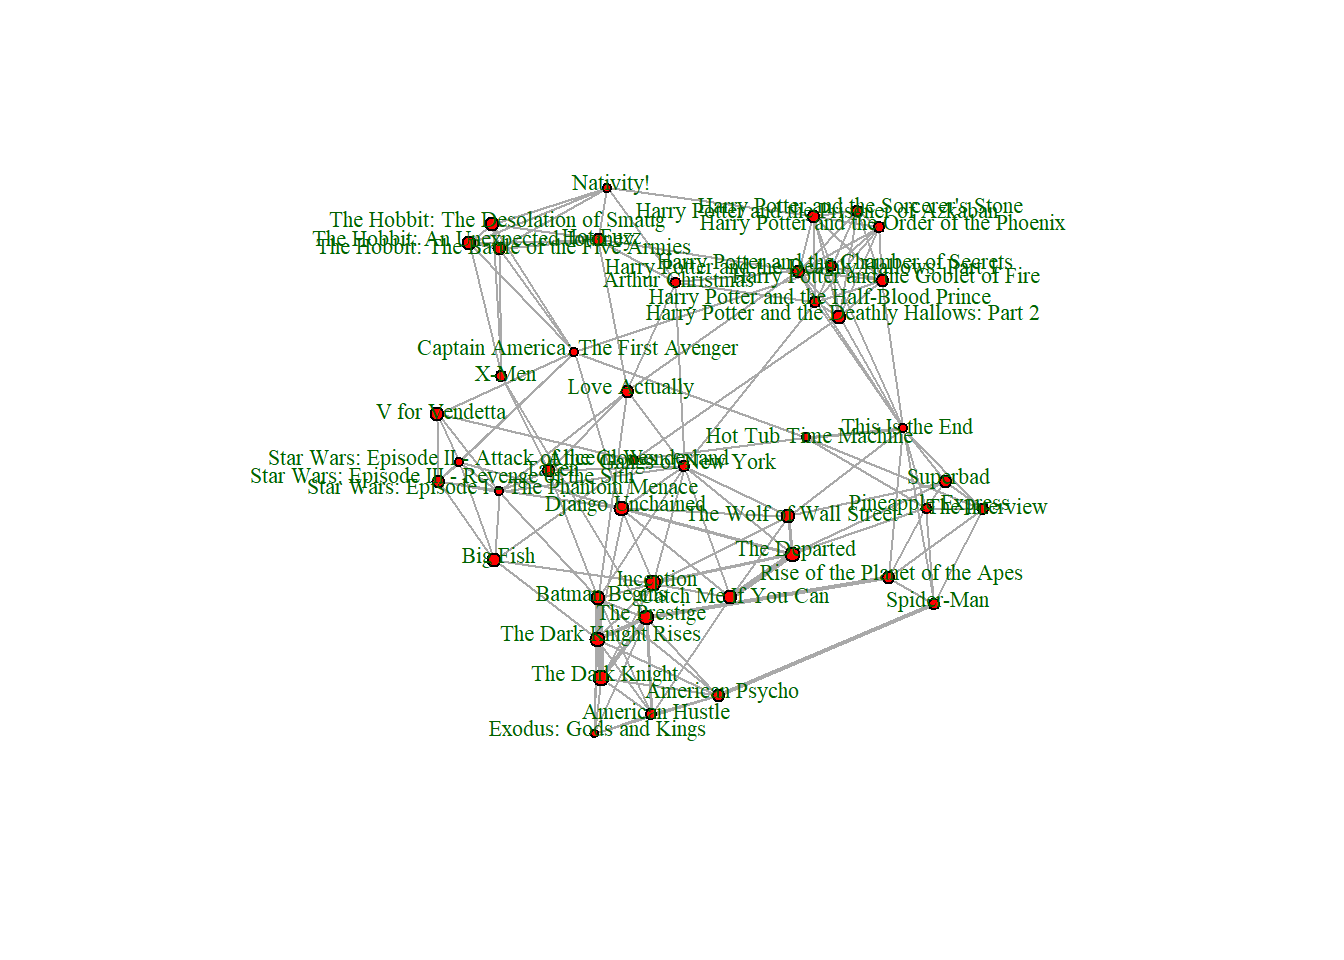 Nativity!
Harry Potter and the Sorcerer's Stone
Harry Potter and the Prisoner of Azkaban
The Hobbit: The Desolation of Smaug
Harry Potter and the Order of the Phoenix
Hot Fuzz
The Hobbit: An Unexpected Journey
The Hobbit: The Battle of the Five Armies
Harry Potter and the Chamber of Secrets
Harry Potter and the Deathly Hallows: Part 1
Harry Potter and the Goblet of Fire
Arthur Christmas
Harry Potter and the Half-Blood Prince
Harry Potter and the Deathly Hallows: Part 2
Captain America: The First Avenger
X-Men
Love Actually
V for Vendetta
This Is the End
Hot Tub Time Machine
Star Wars: Episode II - Attack of the Clones
Alice in Wonderland
Gangs of New York
Taken
Star Wars: Episode III - Revenge of the Sith
Superbad
Star Wars: Episode I - The Phantom Menace
Django Unchained
Pineapple Express
The Interview
The Wolf of Wall Street
The Departed
Big Fish
Inception
Rise of the Planet of the Apes
Batman Begins
Catch Me If You Can
Spider-Man
The Prestige
The Dark Knight Rises
The Dark Knight
American Psycho
American Hustle
Exodus: Gods and Kings